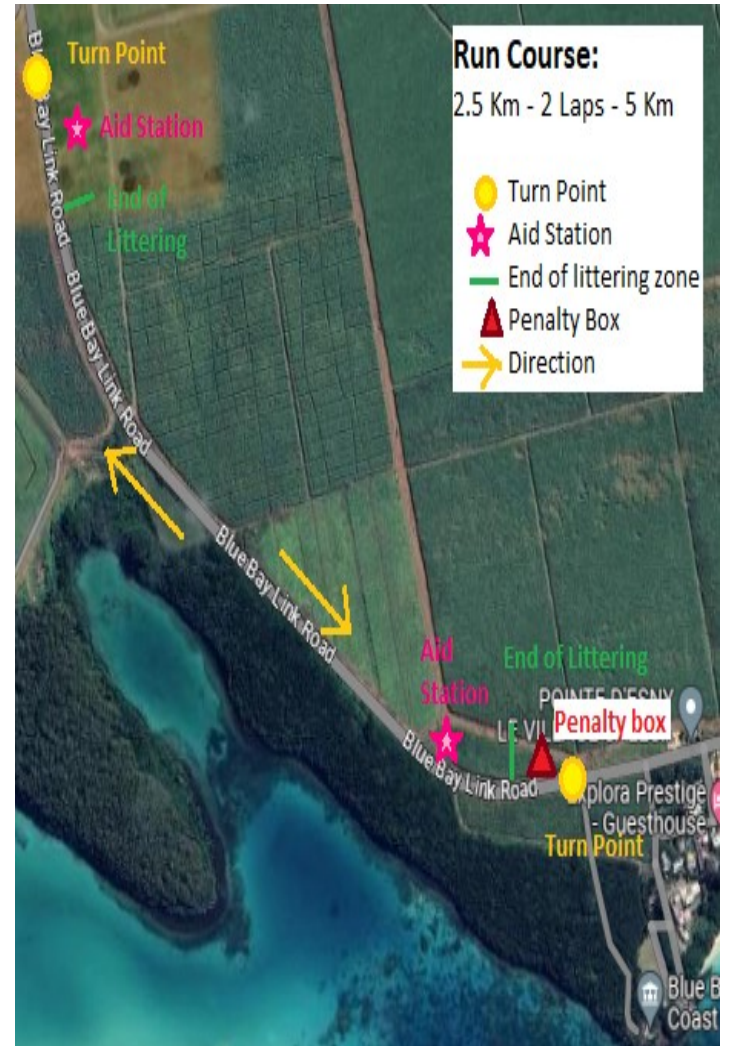 Turn Point
Aid Station
End of
Littering
Run Course:
2.5 Km - 2 Laps - 5 Km
Turn Point
Aid Station
End of littering zone
Penalty Box
Direction
Bay Link Road
Blue Bay Link Road
Blue Bay Link Road
Aid
Station
End of Littering
POINTE D'ESNY
LE
Penalty box
Blue Bay Link Road
xplora Prestige
- Guesthouse
Turn Point
Blue B
Coast